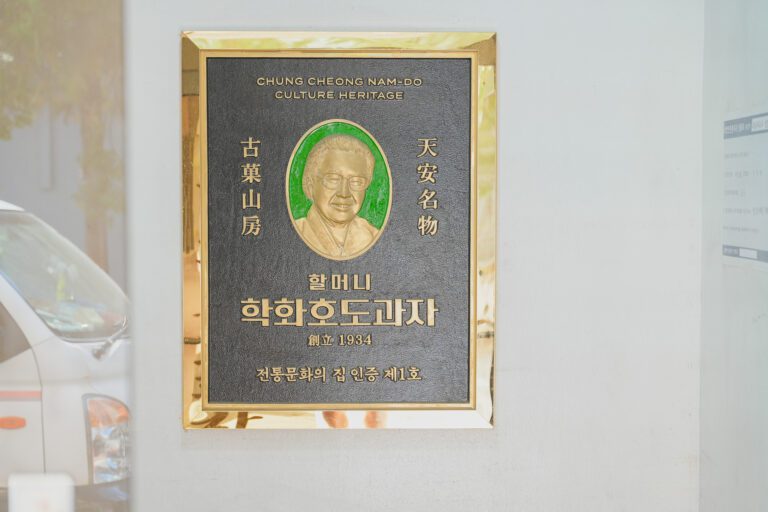 CHUNG CHEONG NAM-DO
CULTURE HERITAGE
古菓山房
天安名物
할머니
학화호도과자
創立 1934
전통문화의 집 인증 제1호